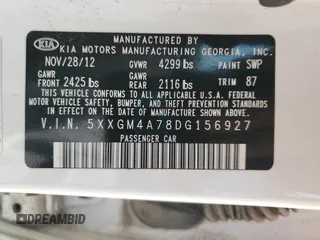 KIA KIA MOTORS MANUFACTURING GEORGIA, INC.
NOV/28/12 GVWR 4299 lbs PAINT SWP
GAWR GAWR
FRONT 2425 lbs REAR 2116 lbs TRIM 87
THIS VEHICLE CONFORMS TO ALL APPLICABLE FEDERAL MOTOR
VEHICLE SAFETY, BUMPER, AND THEFT PREVENTION STANDARDS
IN EFFECT ON THE DATE OF MANUFACTURE SHOWN ABOVE.
V.I.N. 5XXGM4A78DG156927
PASSENGER CAR
DREAMBID